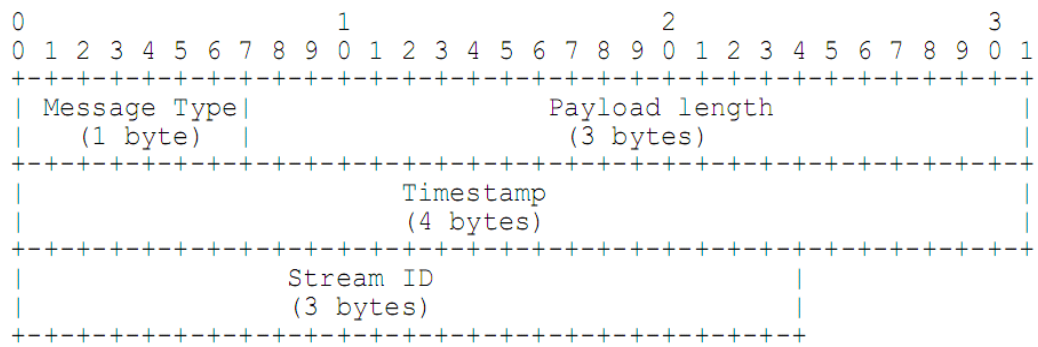 0                   1                   2                   3
0 1 2 3 4 5 6 7 8 9 0 1 2 3 4 5 6 7 8 9 0 1 2 3 4 5 6 7 8 9 0 1
+-+-+-+-+-+-+-+-+-+-+-+-+-+-+-+-+-+-+-+-+-+-+-+-+-+-+-+-+-+-+-+-+
| Message Type| Payload length |
| (1 byte) | (3 bytes) |
+-+-+-+-+-+-+-+-+-+-+-+-+-+-+-+-+-+-+-+-+-+-+-+-+-+-+-+-+-+-+-+-+
| Timestamp |
| (4 bytes) |
+-+-+-+-+-+-+-+-+-+-+-+-+-+-+-+-+-+-+-+-+-+-+-+-+-+-+-+-+-+-+-+-+
| Stream ID |
| (3 bytes) |
+-+-+-+-+-+-+-+-+-+-+-+-+-+-+-+-+-+-+-+-+-+-+-+-+